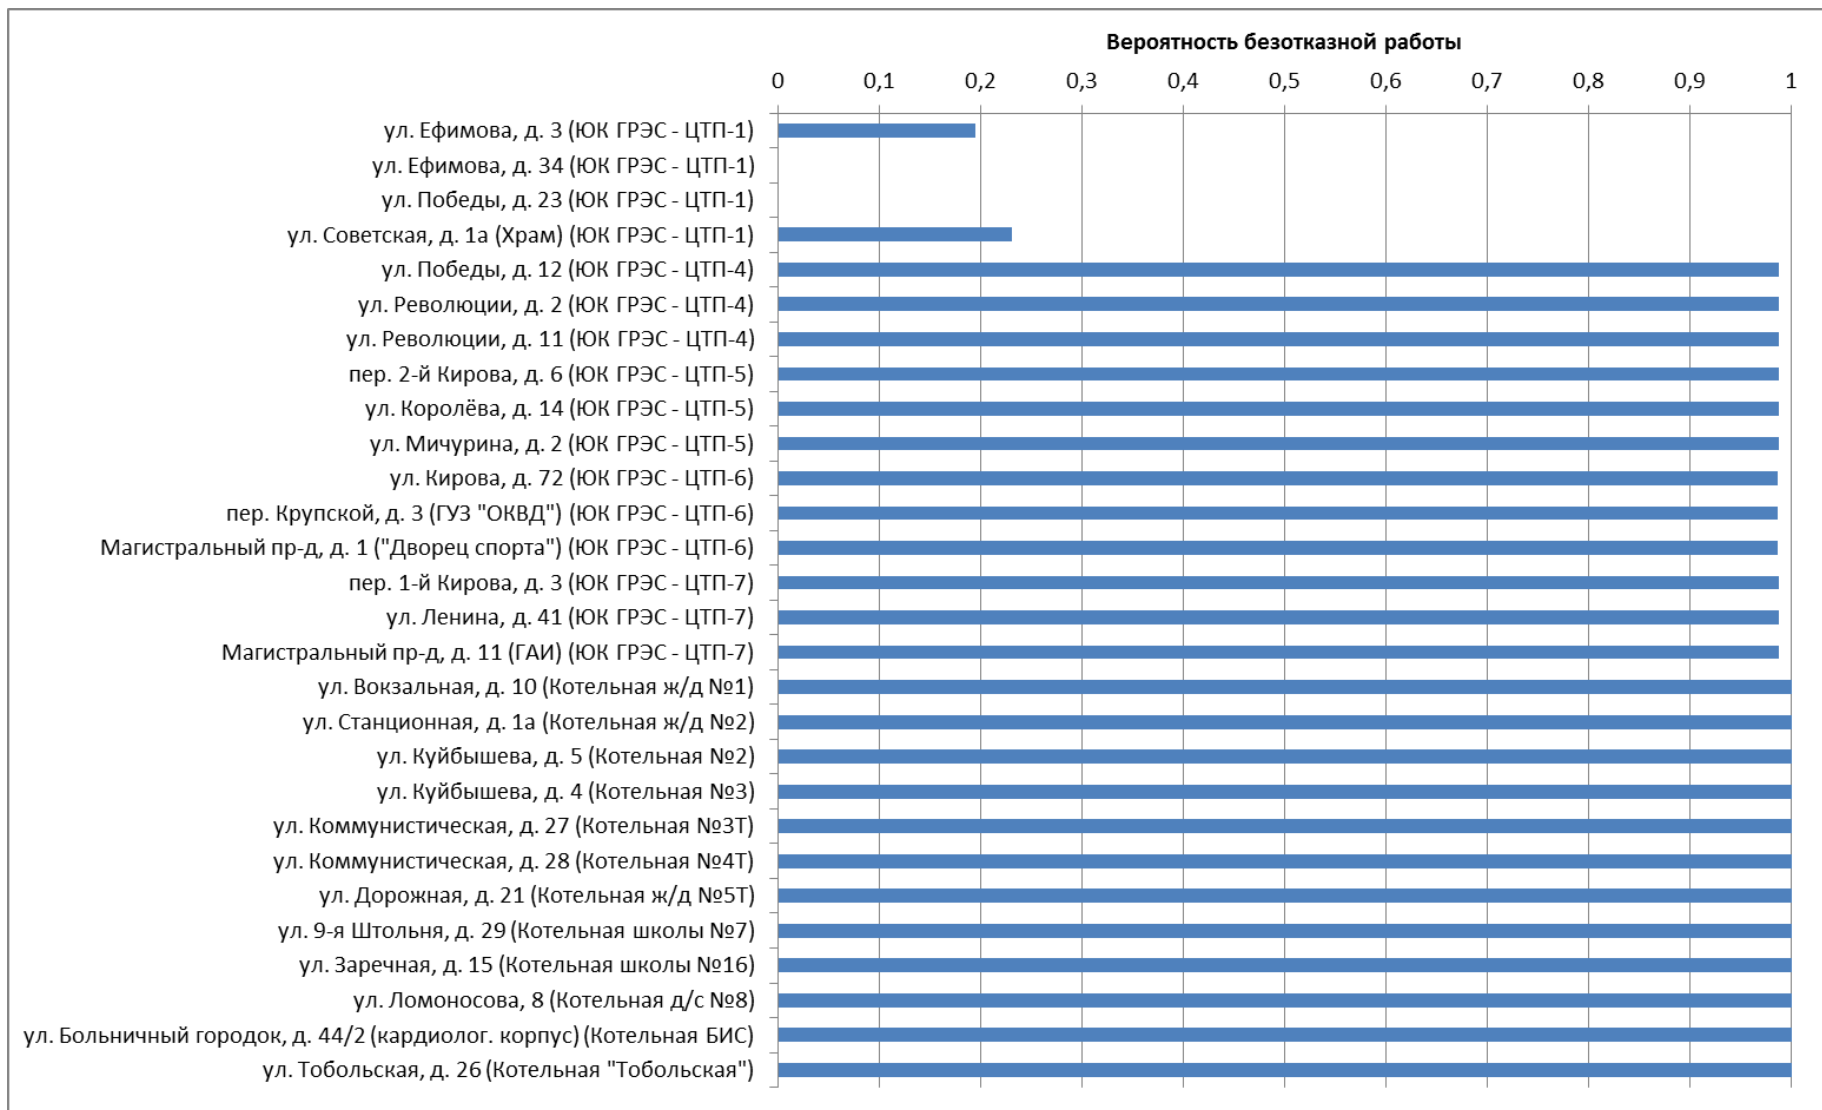 Вероятность безотказной работы
0 0,1 0,2 0,3 0,4 0,5 0,6 0,7 0,8 0,9 1
ул. Ефимова, д. 3 (ЮК ГРЭС - ЦТП-1)
ул. Ефимова, д. 34 (ЮК ГРЭС - ЦТП-1)
ул. Победы, д. 23 (ЮК ГРЭС - ЦТП-1)
ул. Советская, д. 1а (Храм) (ЮК ГРЭС - ЦТП-1)
ул. Победы, д. 12 (ЮК ГРЭС - ЦТП-4)
ул. Революции, д. 2 (ЮК ГРЭС - ЦТП-4)
ул. Революции, д. 11 (ЮК ГРЭС - ЦТП-4)
пер. 2-й Кирова, д. 6 (ЮК ГРЭС - ЦТП-5)
ул. Королёва, д. 14 (ЮК ГРЭС - ЦТП-5)
ул. Мичурина, д. 2 (ЮК ГРЭС - ЦТП-5)
ул. Кирова, д. 72 (ЮК ГРЭС - ЦТП-6)
пер. Крупской, д. 3 (ГУЗ "ОКВД") (ЮК ГРЭС - ЦТП-6)
Магистральный пр-д, д. 1 ("Дворец спорта") (ЮК ГРЭС - ЦТП-6)
пер. 1-й Кирова, д. 3 (ЮК ГРЭС - ЦТП-7)
ул. Ленина, д. 41 (ЮК ГРЭС - ЦТП-7)
Магистральный пр-д, д. 11 (ГАИ) (ЮК ГРЭС - ЦТП-7)
ул. Вокзальная, д. 10 (Котельная ж/д №1)
ул. Станционная, д. 1а (Котельная ж/д №2)
ул. Куйбышева, д. 5 (Котельная №2)
ул. Куйбышева, д. 4 (Котельная №3)
ул. Коммунистическая, д. 27 (Котельная №3Т)
ул. Коммунистическая, д. 28 (Котельная №4Т)
ул. Дорожная, д. 21 (Котельная ж/д №5Т)
ул. 9-я Штольня, д. 29 (Котельная школы №7)
ул. Заречная, д. 15 (Котельная школы №16)
ул. Ломоносова, 8 (Котельная д/с №8)
ул. Больничный городок, д. 44/2 (кардиолог. корпус) (Котельная БИС)
ул. Тобольская, д. 26 (Котельная "Тобольская")